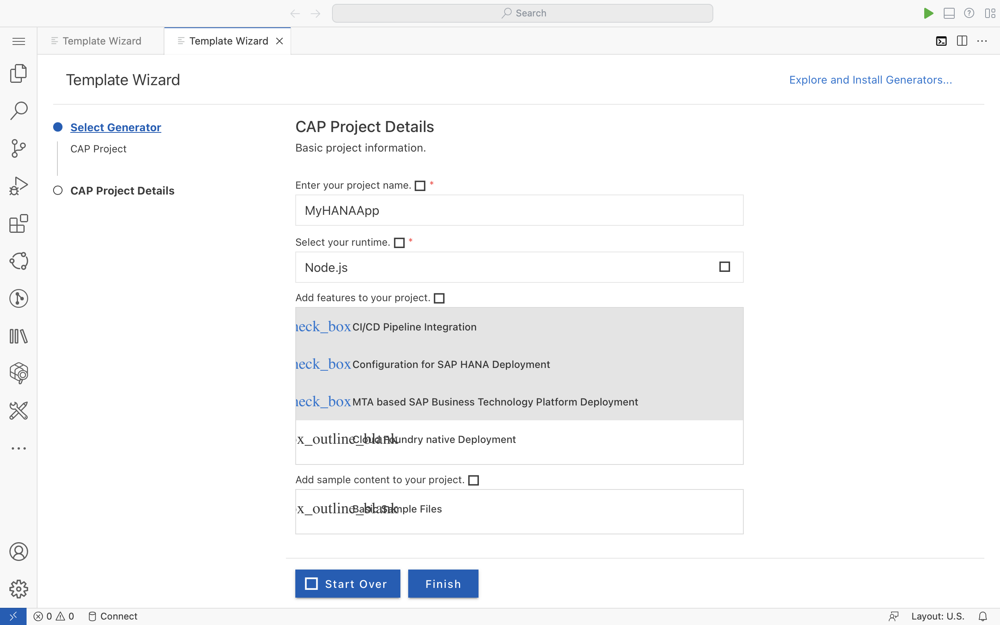 Search
Template Wizard
Template Wizard
Template Wizard
Explore and Install Generators...
Select Generator
CAP Project
CAP Project Details
CAP Project Details
Basic project information.
Enter your project name. *
MyHANAApp
Select your runtime. *
Node.js
Add features to your project.
heck_box CI/CD Pipeline Integration
heck_box Configuration for SAP HANA Deployment
heck_box MTA based SAP Business Technology Platform Deployment
x_outline_blank Cloud Foundry native Deployment
Add sample content to your project.
x_outline_blank Basic Sample Files
Start Over
Finish
0 0 Connect
Layout: U.S.